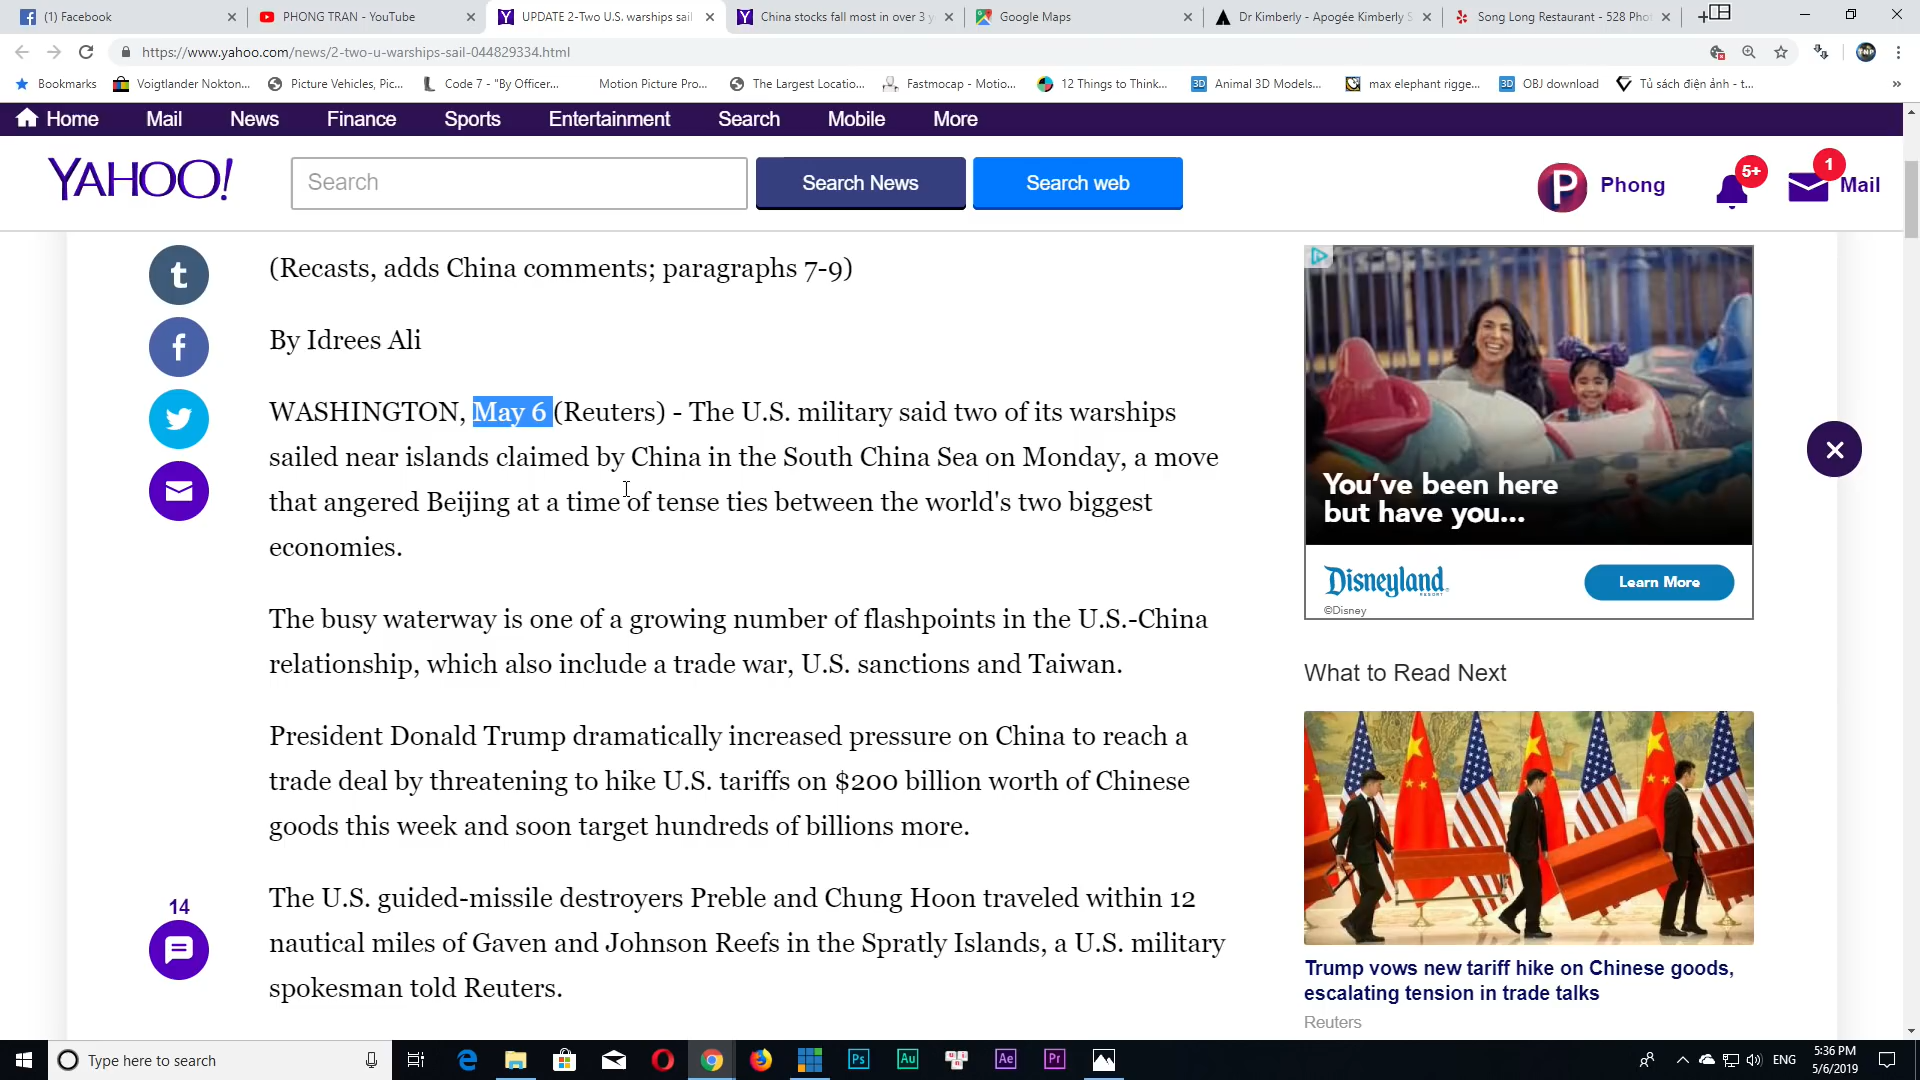 (1) Facebook
PHONG TRAN - YouTube
UPDATE 2-Two U.S. warships sail
China stocks fall most in over 3 y
Google Maps
Dr Kimberly - Apogée Kimberly S
Song Long Restaurant - 528 Phot
https://www.yahoo.com/news/2-two-u-warships-sail-044829334.html
Bookmarks
Voigtlander Nokton...
Picture Vehicles, Pic...
Code 7 - "By Officer...
Motion Picture Pro...
The Largest Locatio...
Fastmocap - Motio...
12 Things to Think...
Animal 3D Models...
max elephant rigge...
OBJ download
Tủ sách điện ảnh - t...
Home Mail News Finance Sports Entertainment Search Mobile More
YAHOO!
Search
Search News
Search web
P
Phong
5+
1
Mail
(Recasts, adds China comments; paragraphs 7-9)
By Idrees Ali
WASHINGTON, May 6 (Reuters) - The U.S. military said two of its warships
sailed near islands claimed by China in the South China Sea on Monday, a move
that angered Beijing at a time of tense ties between the world's two biggest
economies.
The busy waterway is one of a growing number of flashpoints in the U.S.-China
relationship, which also include a trade war, U.S. sanctions and Taiwan.
President Donald Trump dramatically increased pressure on China to reach a
trade deal by threatening to hike U.S. tariffs on $200 billion worth of Chinese
goods this week and soon target hundreds of billions more.
The U.S. guided-missile destroyers Preble and Chung Hoon traveled within 12
nautical miles of Gaven and Johnson Reefs in the Spratly Islands, a U.S. military
spokesman told Reuters.
14
You've been here
but have you...
Disneyland
RESORT
©Disney
Learn More
What to Read Next
Trump vows new tariff hike on Chinese goods,
escalating tension in trade talks
Reuters
Type here to search
Ps
Au
Ae
Pr
ENG
5:36 PM
5/6/2019